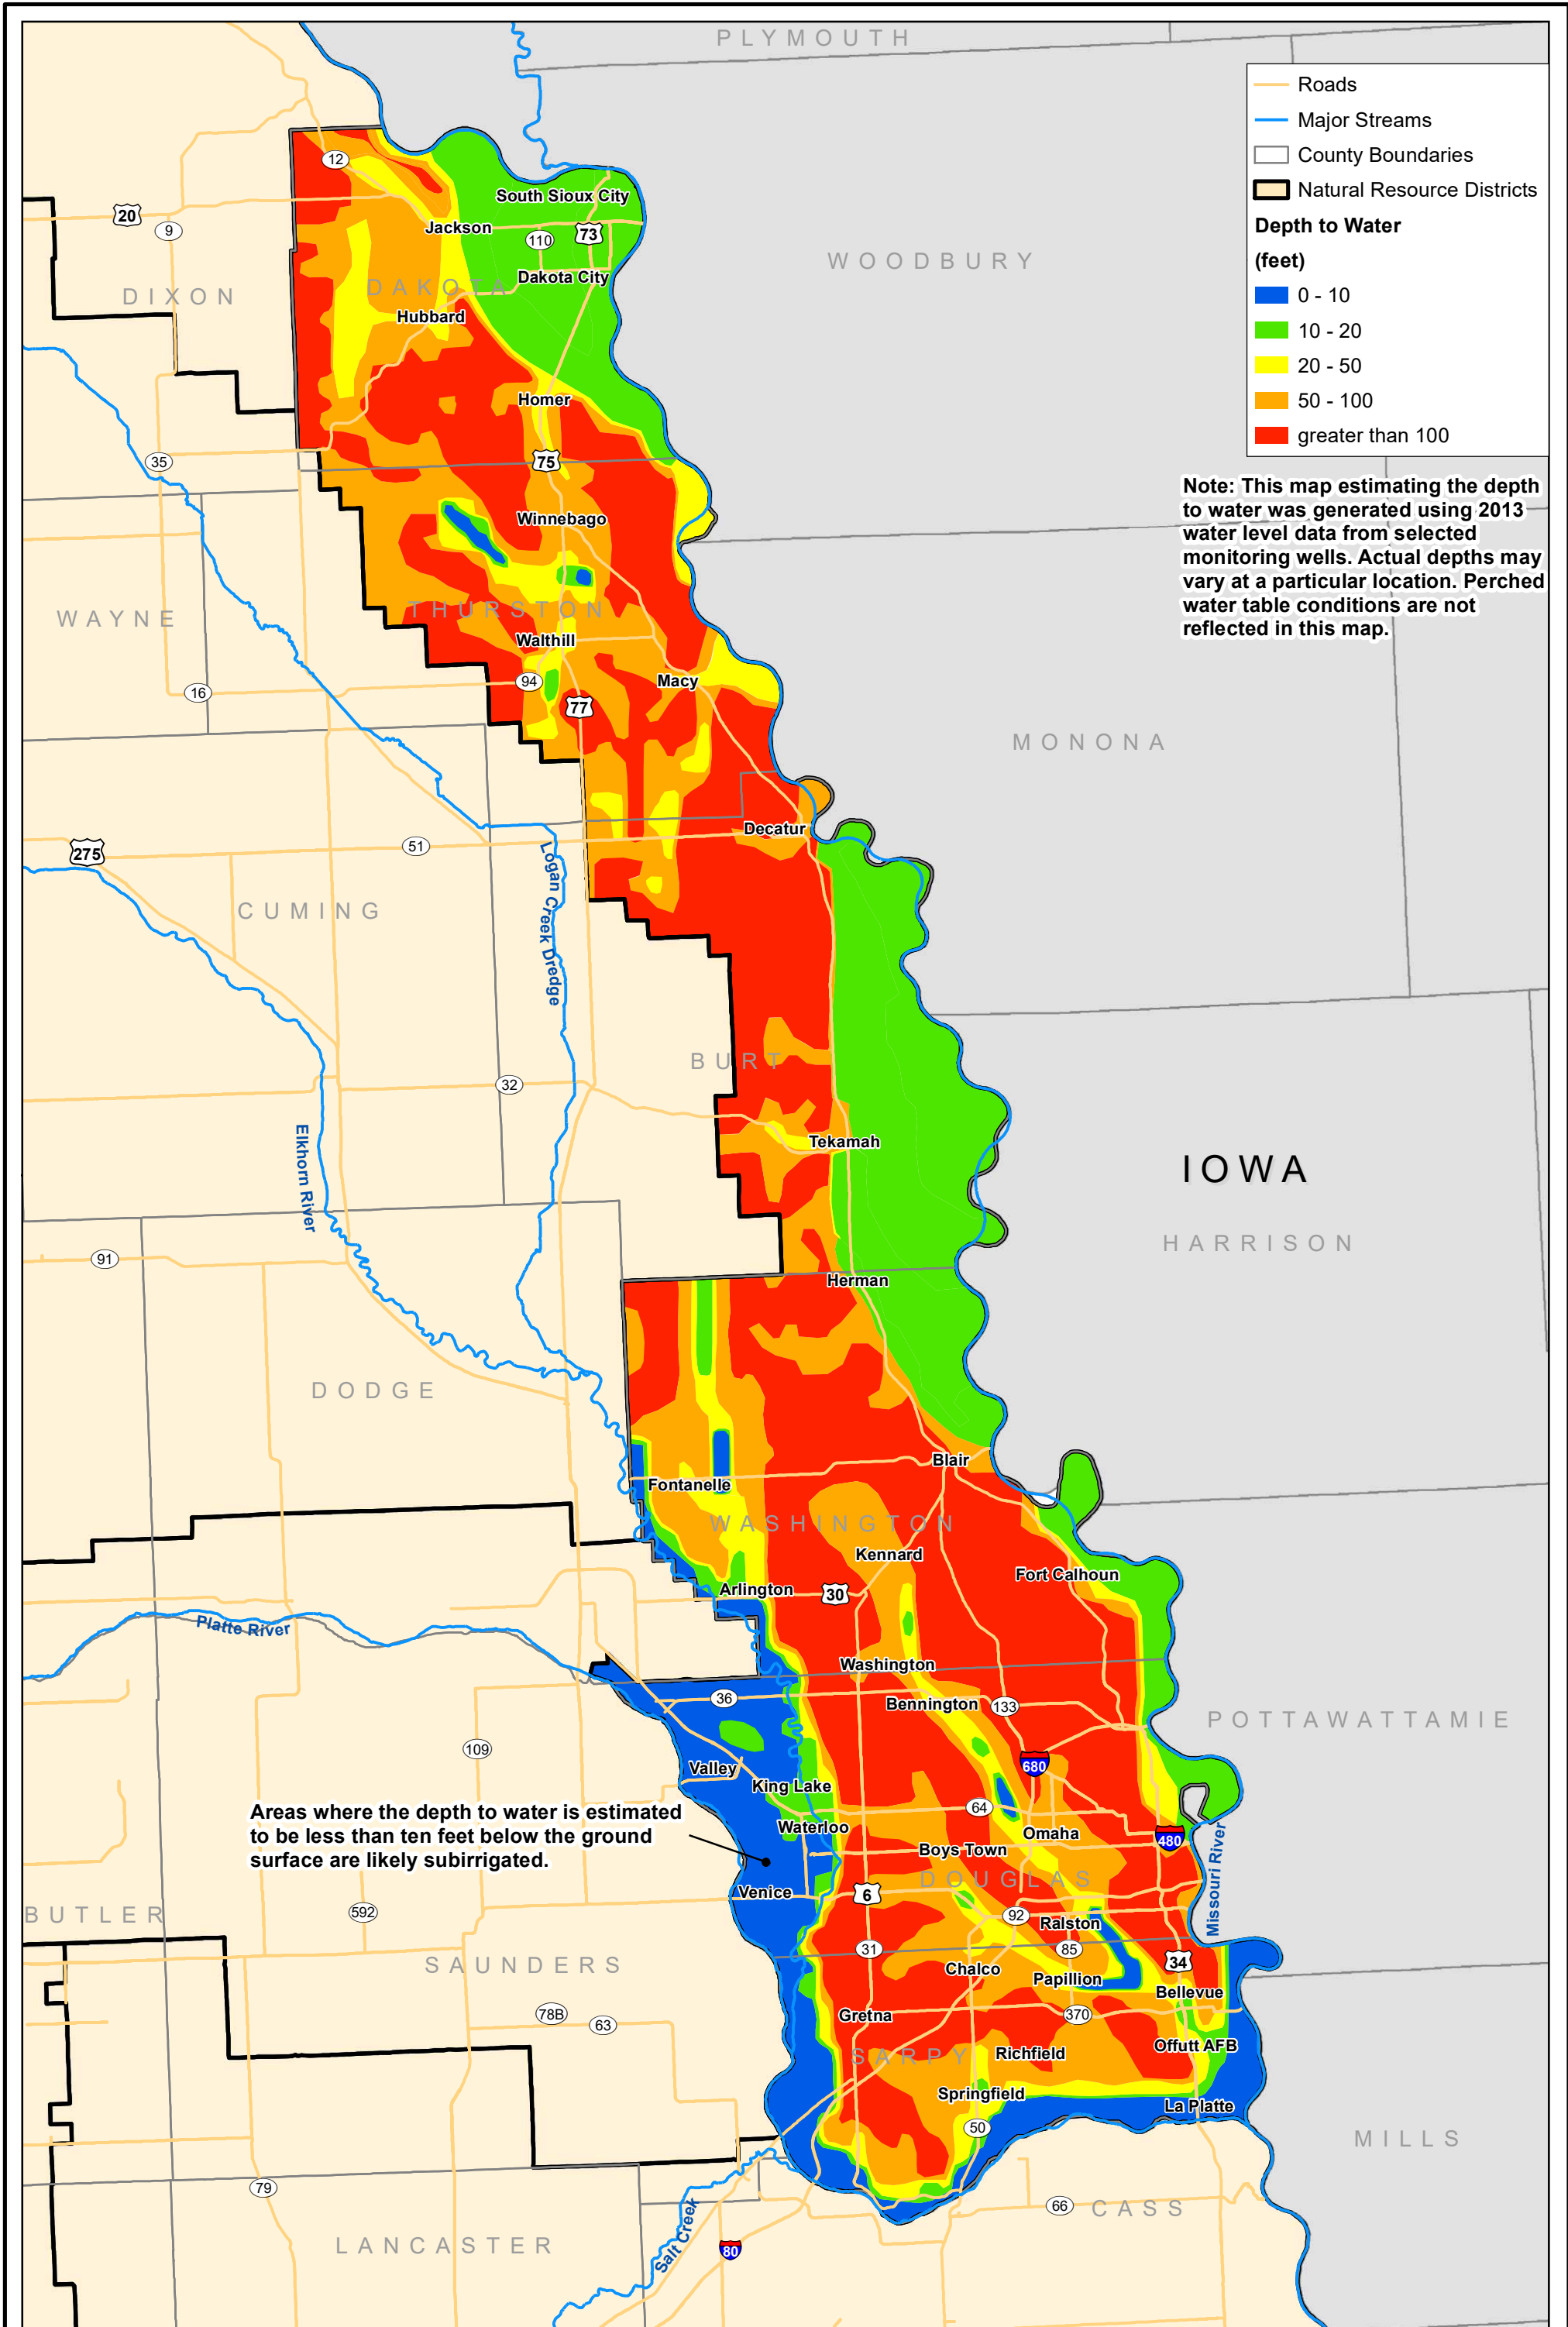 PLYMOUTH
Roads
Major Streams
County Boundaries
Natural Resource Districts
Depth to Water
(feet)
0 - 10
10 - 20
20 - 50
50 - 100
greater than 100
Note: This map estimating the depth
to water was generated using 2013
water level data from selected
monitoring wells. Actual depths may
vary at a particular location. Perched
water table conditions are not
reflected in this map.
12
South Sioux City
20
9
Jackson
110
73
WOODBURY
Dakota City
DIXON
DAKOTA
Hubbard
Homer
35
75
Winnebago
WAYNE
THURSTON
Walthill
16
94
Macy
77
MONONA
Decatur
275
51
Logan Creek Dredge
CUMING
BURT
32
Elkhorn River
Tekamah
IOWA
HARRISON
91
Herman
DODGE
Blair
Fontanelle
WASHINGTON
Kennard
Fort Calhoun
Arlington
30
Platte River
Washington
36
Bennington
133
POTTAWATTAMIE
109
Valley
680
King Lake
64
Areas where the depth to water is estimated
to be less than ten feet below the ground
surface are likely subirrigated.
Waterloo
Omaha
480
Boys Town
Missouri River
DOUGLAS
Venice
6
BUTLER
592
92
Ralston
31
85
34
SAUNDERS
Chalco
Papillion
Bellevue
78B
63
Gretna
370
Offutt AFB
SARPY
Richfield
Springfield
La Platte
50
MILLS
79
66
CASS
Salt Creek
LANCASTER
80